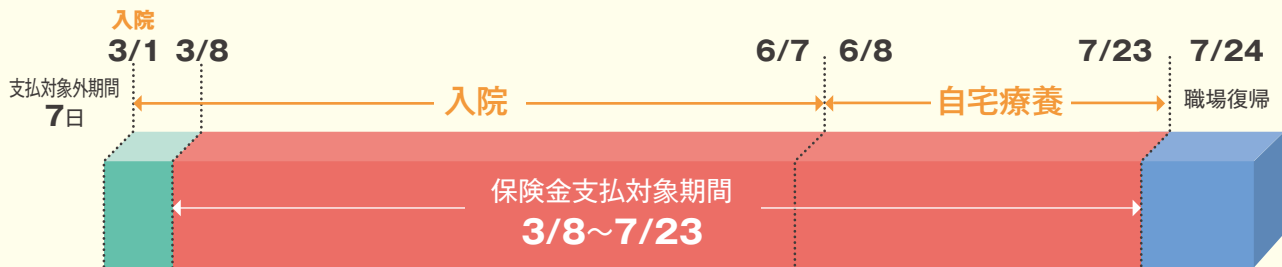 入院
3/1 3/8 6/7 6/8 7/23 7/24
支払対象外期間
7日
入院 自宅療養 職場復帰
保険金支払対象期間
3/8～7/23